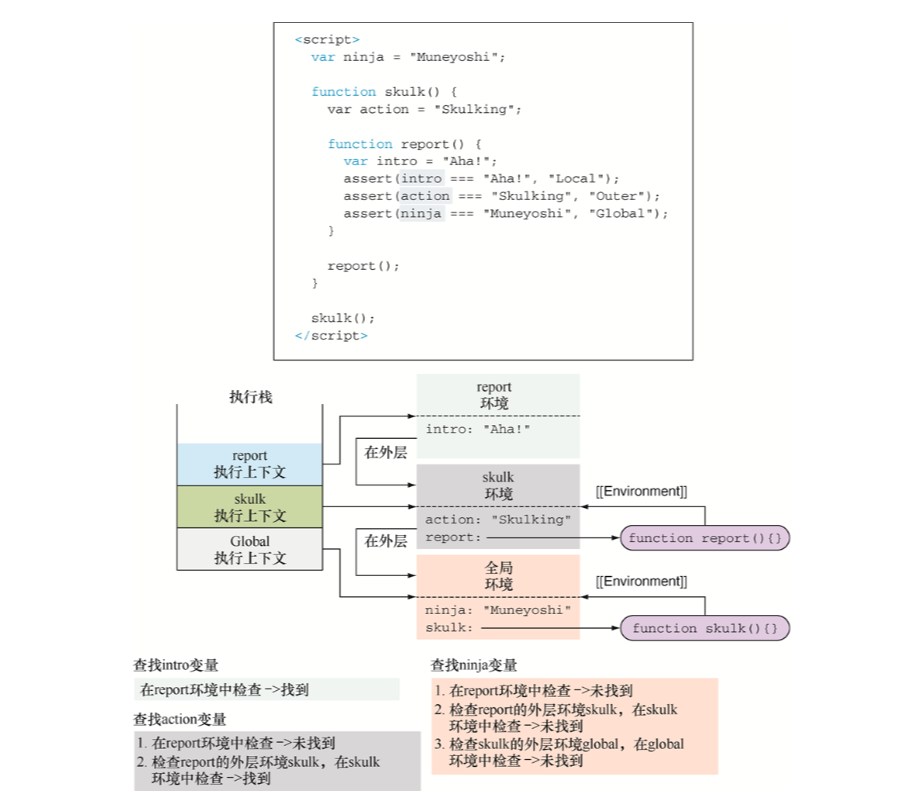 <script>
var ninja = "Muneyoshi";
function skulk() {
var action = "Skulking";
function report() {
var intro = "Aha!";
assert(intro === "Aha!", "Local");
assert(action === "Skulking", "Outer");
assert(ninja === "Muneyoshi", "Global");
}
report();
}
skulk();
</script>
执行栈
report
执行上下文
skulk
执行上下文
Global
执行上下文
report
环境
intro: "Aha!"
在外层
skulk
环境
action: "Skulking"
report:
[[Environment]]
function report(){}
在外层
全局
环境
ninja: "Muneyoshi"
skulk:
[[Environment]]
function skulk(){}
查找intro变量
在report环境中检查->找到
查找action变量
1. 在report环境中检查->未找到
2. 检查report的外层环境skulk，在skulk
环境中检查->找到
查找ninja变量
1. 在report环境中检查->未找到
2. 检查report的外层环境skulk，在skulk
环境中检查->未找到
3. 检查skulk的外层环境global，在global
环境中检查->未找到